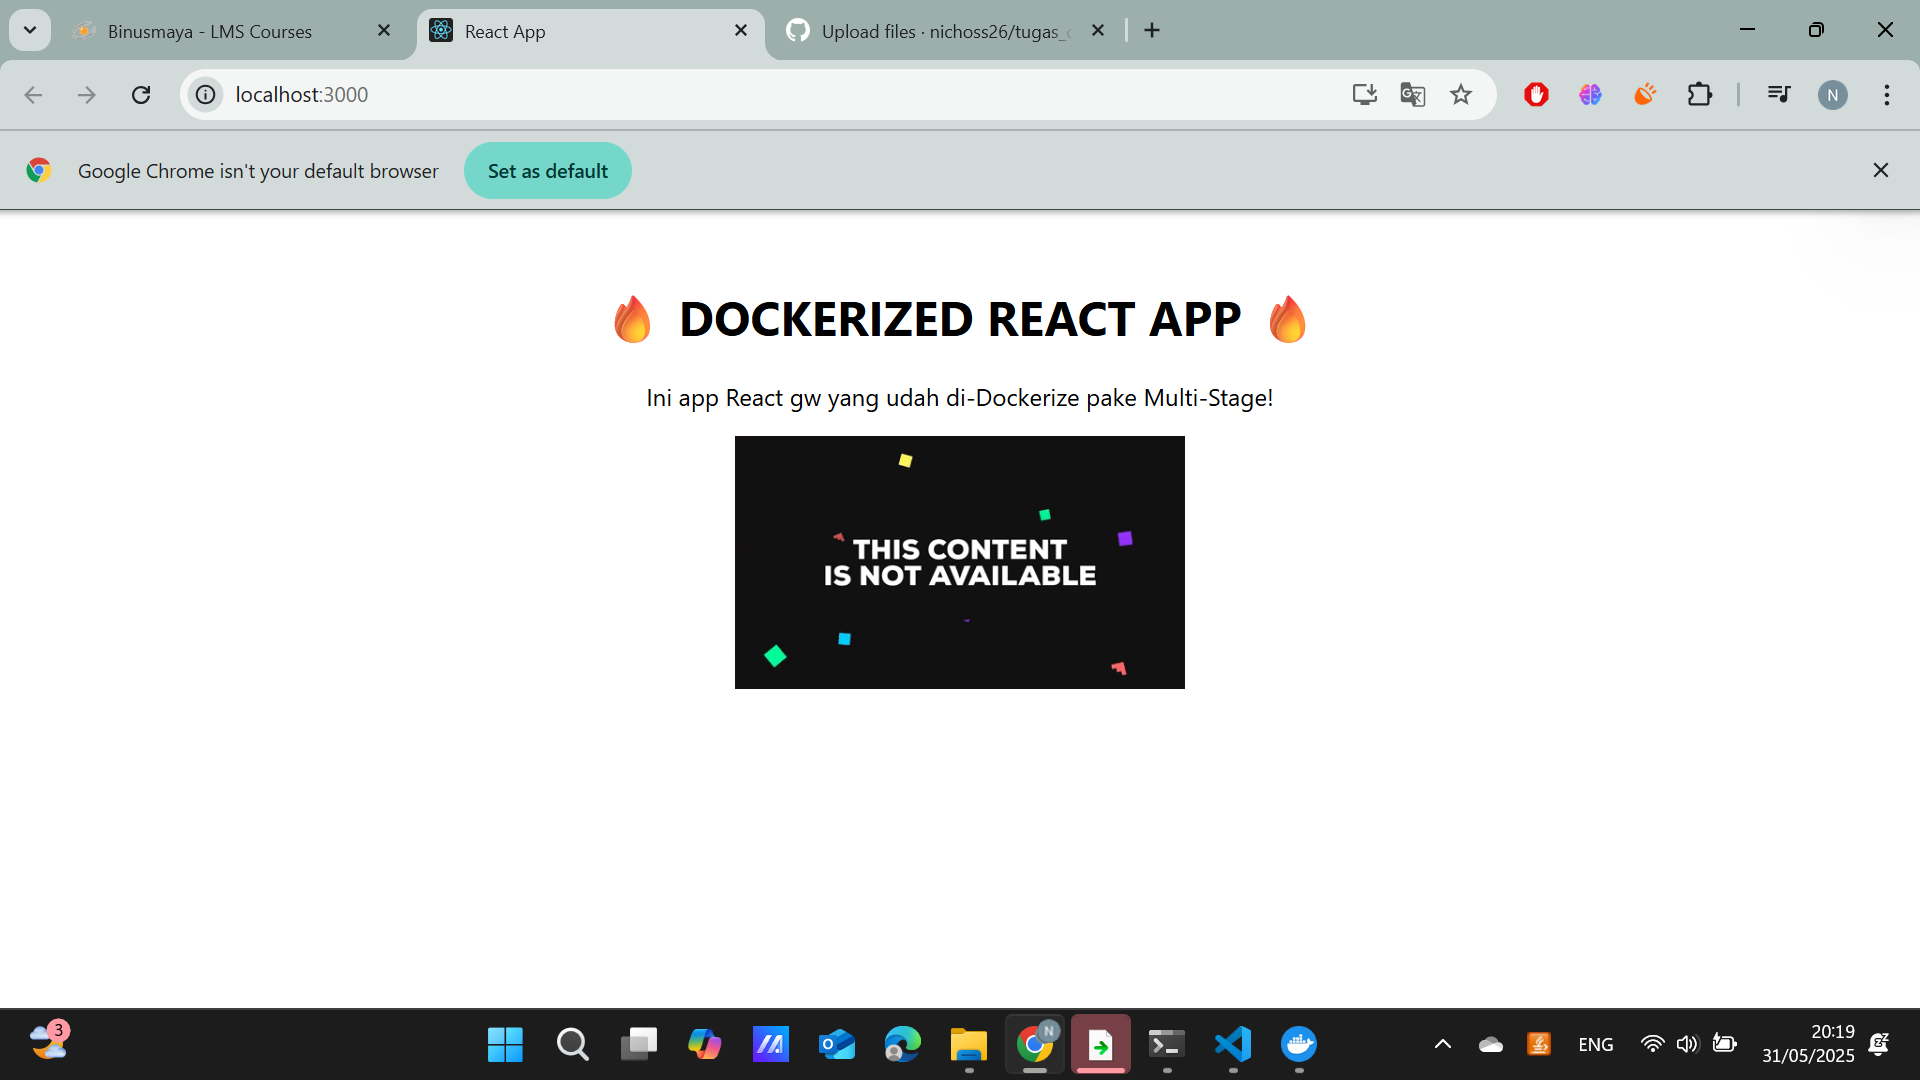 Binusmaya - LMS Courses
React App
Upload files · nichoss26/tugas_
localhost:3000
N
Google Chrome isn't your default browser
Set as default
🔥 DOCKERIZED REACT APP 🔥
Ini app React gw yang udah di-Dockerize pake Multi-Stage!
THIS CONTENT
IS NOT AVAILABLE
3
N
ENG
20:19
31/05/2025